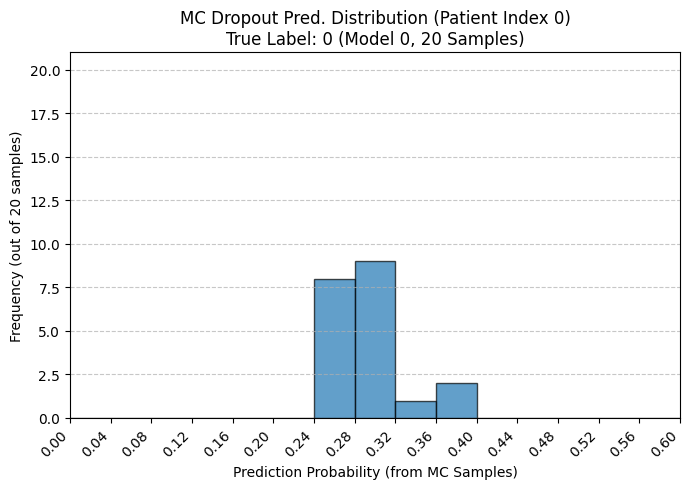 MC Dropout Pred. Distribution (Patient Index 0)
True Label: 0 (Model 0, 20 Samples)
Frequency (out of 20 samples)
20.0
17.5
15.0
12.5
10.0
7.5
5.0
2.5
0.0
0.00 0.04 0.08 0.12 0.16 0.20 0.24 0.28 0.32 0.36 0.40 0.44 0.48 0.52 0.56 0.60
Prediction Probability (from MC Samples)